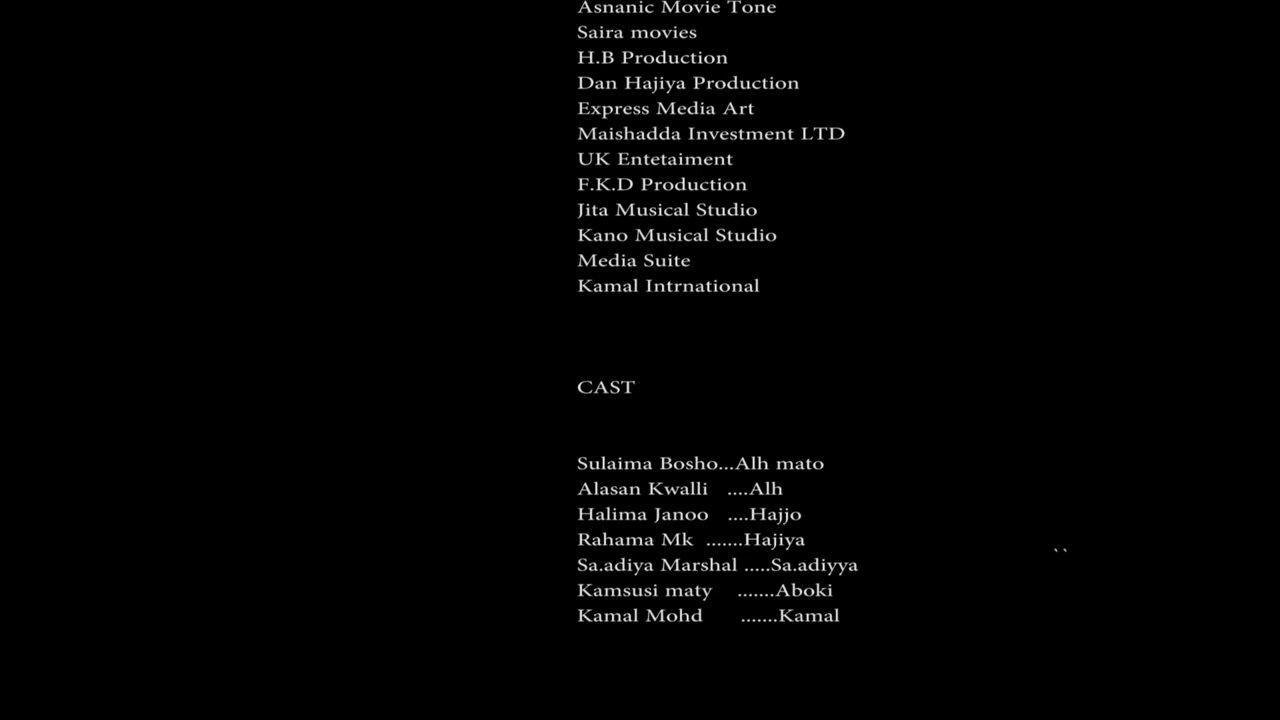 Asnanic Movie Tone
Saira movies
H.B Production
Dan Hajiya Production
Express Media Art
Maishadda Investment LTD
UK Entetaiment
F.K.D Production
Jita Musical Studio
Kano Musical Studio
Media Suite
Kamal Intrnational
CAST
Sulaima Bosho...Alh mato
Alasan Kwalli ....Alh
Halima Janoo ....Hajjo
Rahama Mk .......Hajiya
Sa.adiya Marshal .....Sa.adiyya
Kamsusi maty .......Aboki
Kamal Mohd .......Kamal
``